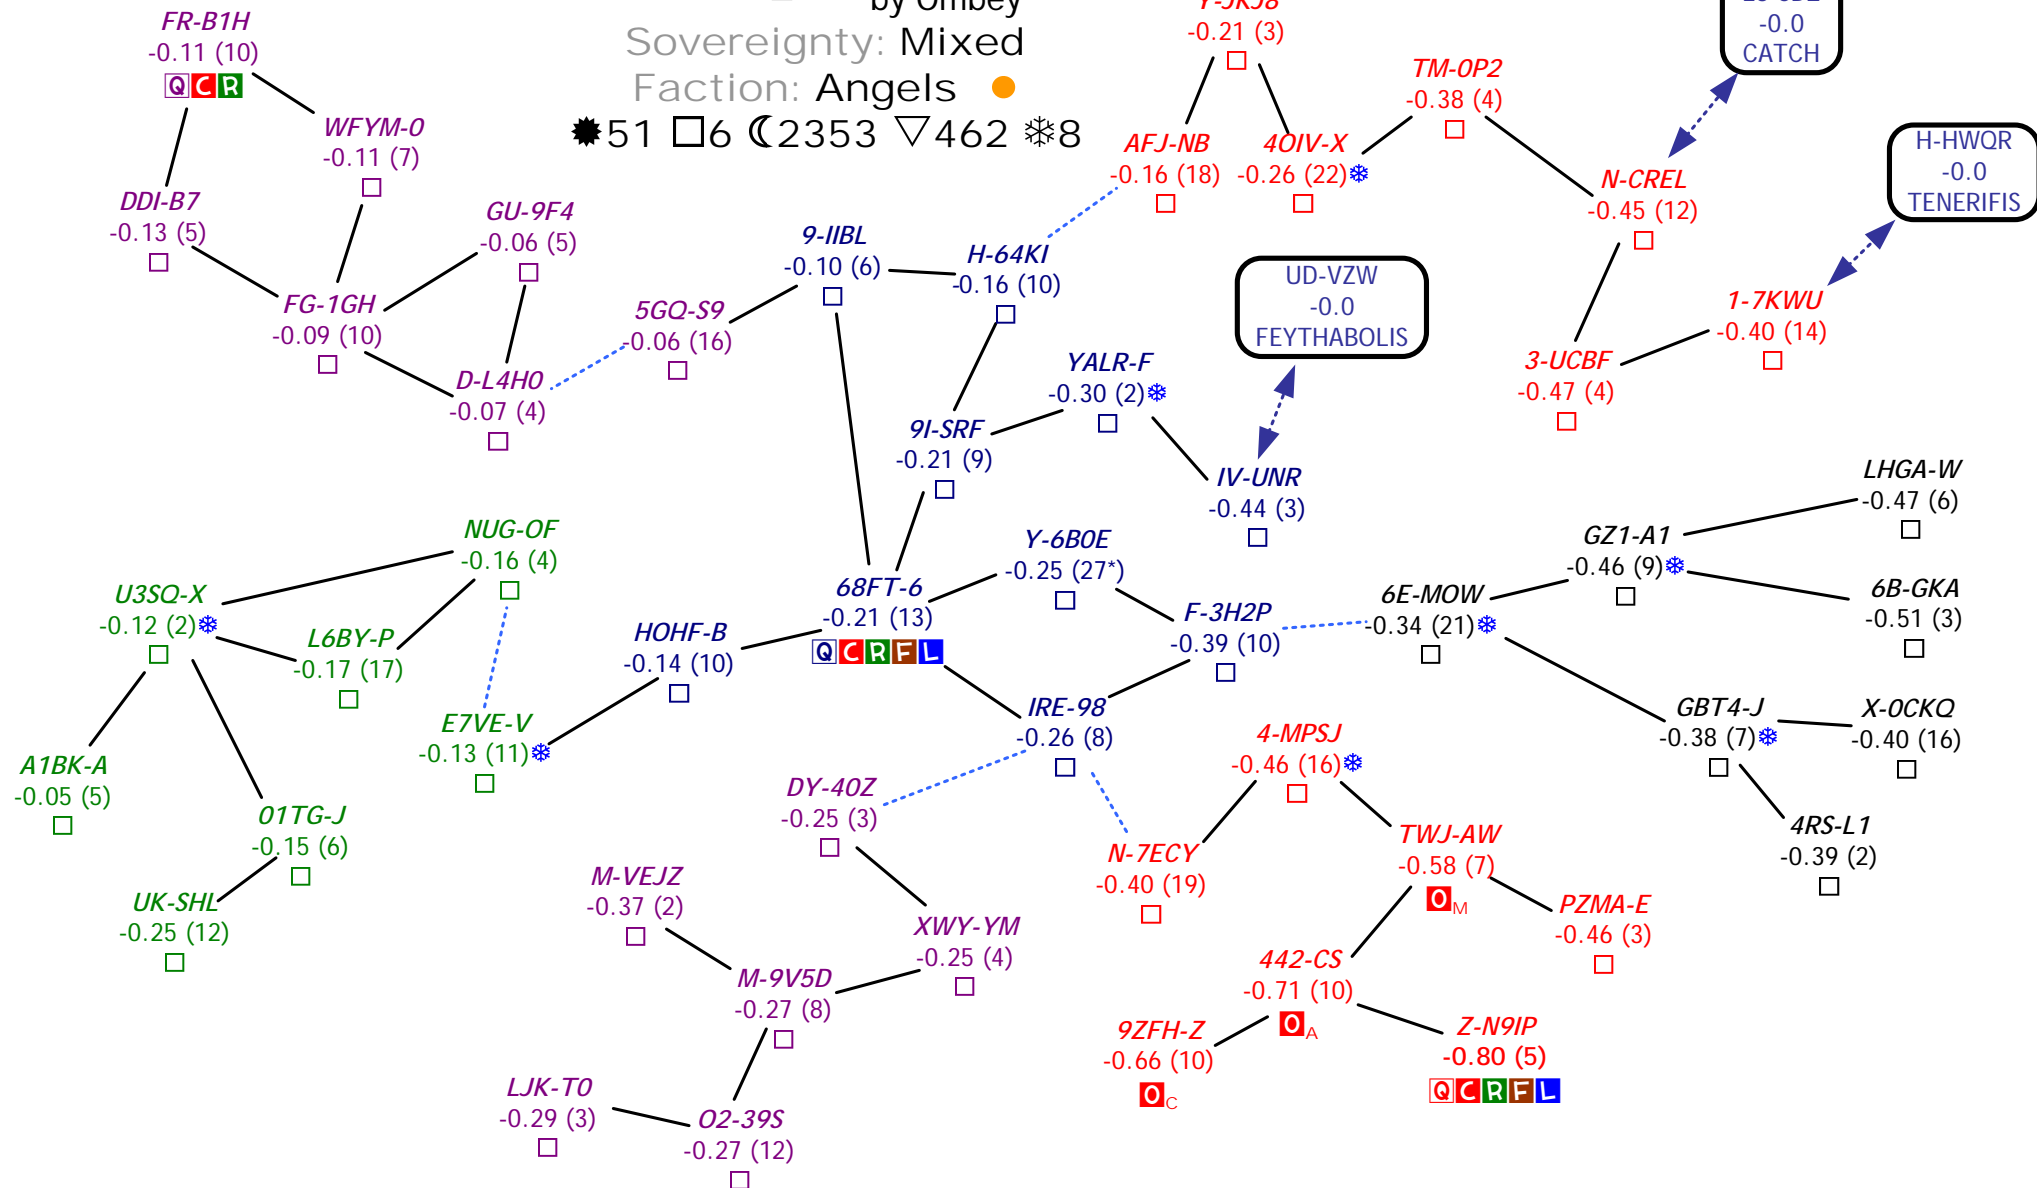 by Ombey
Sovereignty: Mixed
Faction: Angels
51 6 2353 462 8
FR-B1H
-0.11 (10)
Q C R
WFYM-0
-0.11 (7)
DDI-B7
-0.13 (5)
GU-9F4
-0.06 (5)
FG-1GH
-0.09 (10)
D-L4H0
-0.07 (4)
5GQ-S9
-0.06 (16)
9-IIBL
-0.10 (6)
H-64KI
-0.16 (10)
Y-JKJ8
-0.21 (3)
AFJ-NB
-0.16 (18)
4OIV-X
-0.26 (22)
TM-0P2
-0.38 (4)
-0.0
CATCH
N-CREL
-0.45 (12)
H-HWQR
-0.0
TENERIFIS
1-7KWU
-0.40 (14)
3-UCBF
-0.47 (4)
UD-VZW
-0.0
FEYTHABOLIS
YALR-F
-0.30 (2)
9I-SRF
-0.21 (9)
IV-UNR
-0.44 (3)
NUG-OF
-0.16 (4)
U3SQ-X
-0.12 (2)
L6BY-P
-0.17 (17)
E7VE-V
-0.13 (11)
A1BK-A
-0.05 (5)
01TG-J
-0.15 (6)
UK-SHL
-0.25 (12)
HOHF-B
-0.14 (10)
68FT-6
-0.21 (13)
Q C R F L
Y-6B0E
-0.25 (27*)
F-3H2P
-0.39 (10)
IRE-98
-0.26 (8)
6E-MOW
-0.34 (21)
GZ1-A1
-0.46 (9)
LHGA-W
-0.47 (6)
6B-GKA
-0.51 (3)
GBT4-J
-0.38 (7)
X-0CKQ
-0.40 (16)
4RS-L1
-0.39 (2)
DY-40Z
-0.25 (3)
M-VEJZ
-0.37 (2)
XWY-YM
-0.25 (4)
M-9V5D
-0.27 (8)
LJK-T0
-0.29 (3)
O2-39S
-0.27 (12)
4-MPSJ
-0.46 (16)
N-7ECY
-0.40 (19)
TWJ-AW
-0.58 (7)
O M
PZMA-E
-0.46 (3)
442-CS
-0.71 (10)
O A
9ZFH-Z
-0.66 (10)
O C
Z-N9IP
-0.80 (5)
Q C R F L